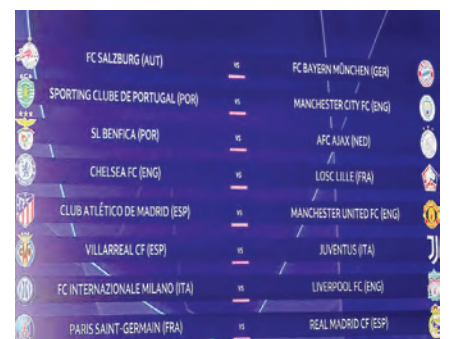 FC SALZBURG (AUT) vs FC BAYERN MÜNCHEN (GER)
SPORTING CLUBE DE PORTUGAL (POR) vs MANCHESTER CITY FC (ENG)
SL BENFICA (POR) vs AFC AJAX (NED)
CHELSEA FC (ENG) vs LOSC LILLE (FRA)
CLUB ATLÉTICO DE MADRID (ESP) vs MANCHESTER UNITED FC (ENG)
VILLARREAL CF (ESP) vs JUVENTUS (ITA)
FC INTERNAZIONALE MILANO (ITA) vs LIVERPOOL FC (ENG)
PARIS SAINT-GERMAIN (FRA) vs REAL MADRID CF (ESP)